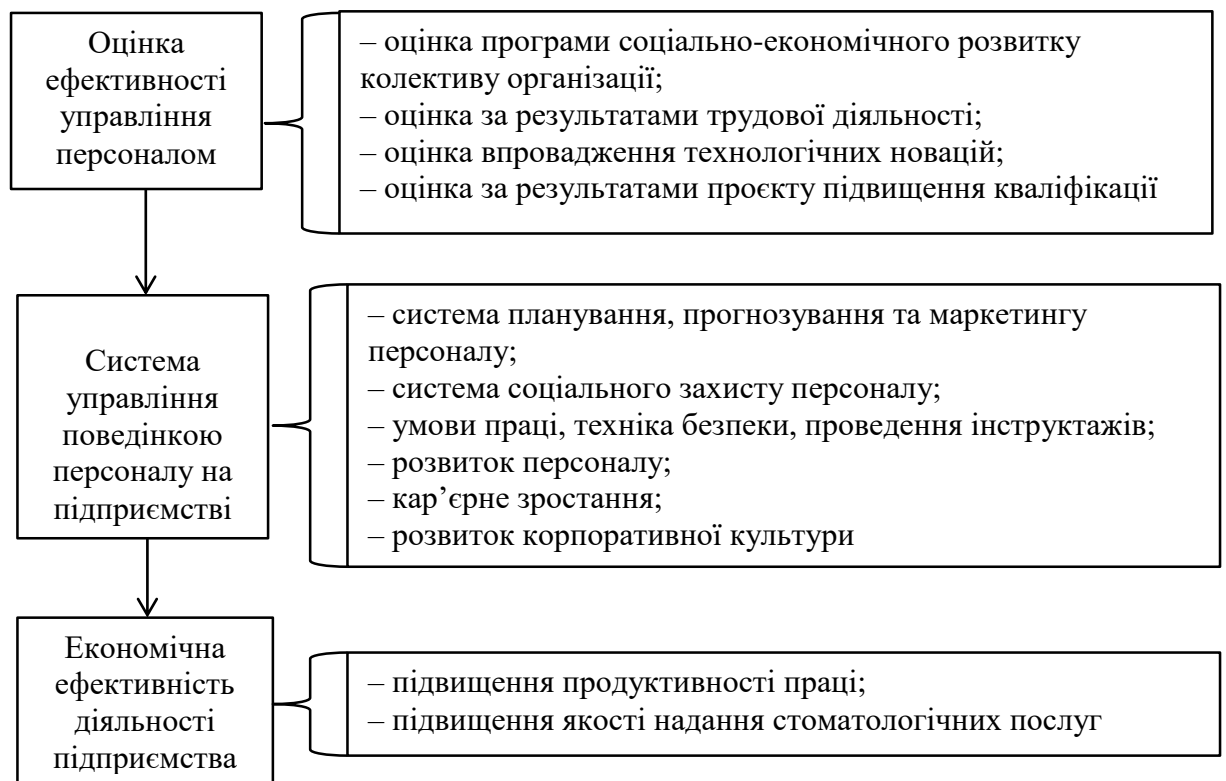 Оцінка
ефективності
управління
персоналом
– оцінка програми соціально-економічного розвитку
колективу організації;
– оцінка за результатами трудової діяльності;
– оцінка впровадження технологічних новацій;
– оцінка за результатами проєкту підвищення кваліфікації
Система
управління
поведінкою
персоналу на
підприємстві
– система планування, прогнозування та маркетингу
персоналу;
– система соціального захисту персоналу;
– умови праці, техніка безпеки, проведення інструктажів;
– розвиток персоналу;
– кар’єрне зростання;
– розвиток корпоративної культури
Економічна
ефективність
діяльності
підприємства
– підвищення продуктивності праці;
– підвищення якості надання стоматологічних послуг